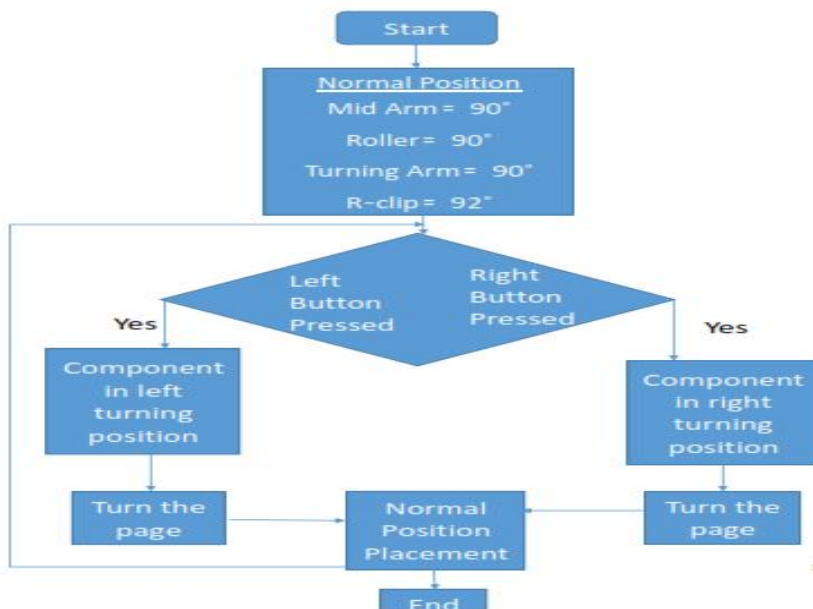 Start
Normal Position
Mid Arm= 90°
Roller= 90°
Turning Arm= 90°
R-clip= 92°
Left
Button
Pressed
Right
Button
Pressed
Yes
Yes
Component
in left
turning
position
Component
in right
turning
position
Turn the
page
Normal
Position
Placement
Turn the
page
End